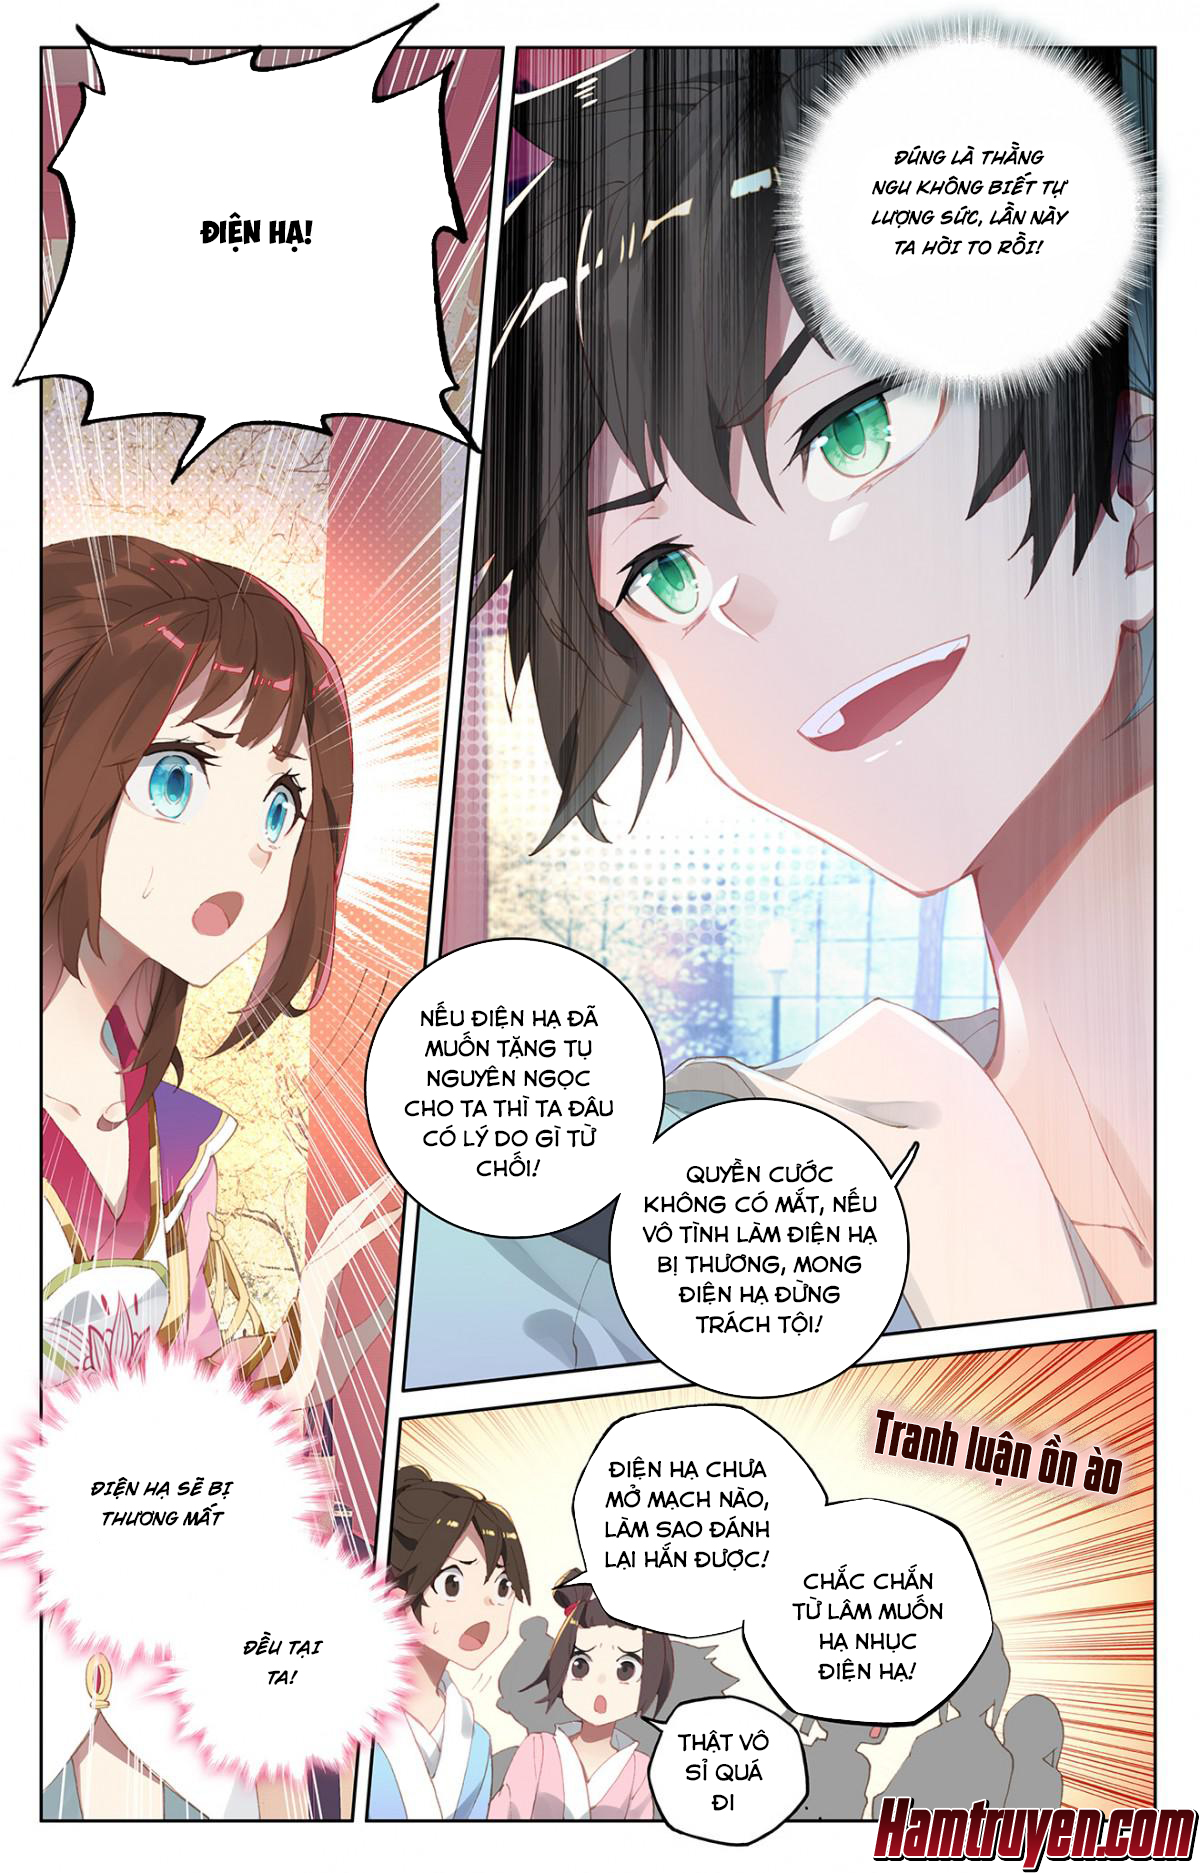 ĐIỆN HẠ!
ĐÚNG LÀ THẰNG
NGU KHÔNG BIẾT TỰ
LƯỢNG SỨC, LẦN NÀY
TA HỜI TO RỒI!
NẾU ĐIỆN HẠ ĐÃ
MUỐN TẶNG TỤ
NGUYÊN NGỌC
CHO TA THÌ TA ĐÂU
CÓ LÝ DO GÌ TỪ
CHỐI!
QUYỀN CƯỚC
KHÔNG CÓ MẮT, NẾU
VÔ TÌNH LÀM ĐIỆN HẠ
BỊ THƯƠNG, MONG
ĐIỆN HẠ ĐỪNG
TRÁCH TỘI!
ĐIỆN HẠ SẼ BỊ
THƯƠNG MẤT
ĐỀU TẠI
TA!
Tranh luận ồn ào
ĐIỆN HẠ CHƯA
MỞ MẠCH NÀO,
LÀM SAO ĐÁNH
LẠI HẮN ĐƯỢC!
CHẮC CHẮN
TỪ LÂM MUỐN
HẠ NHỤC
ĐIỆN HẠ!
THẬT VÔ
SỈ QUÁ
ĐI
Hamtruyen.com